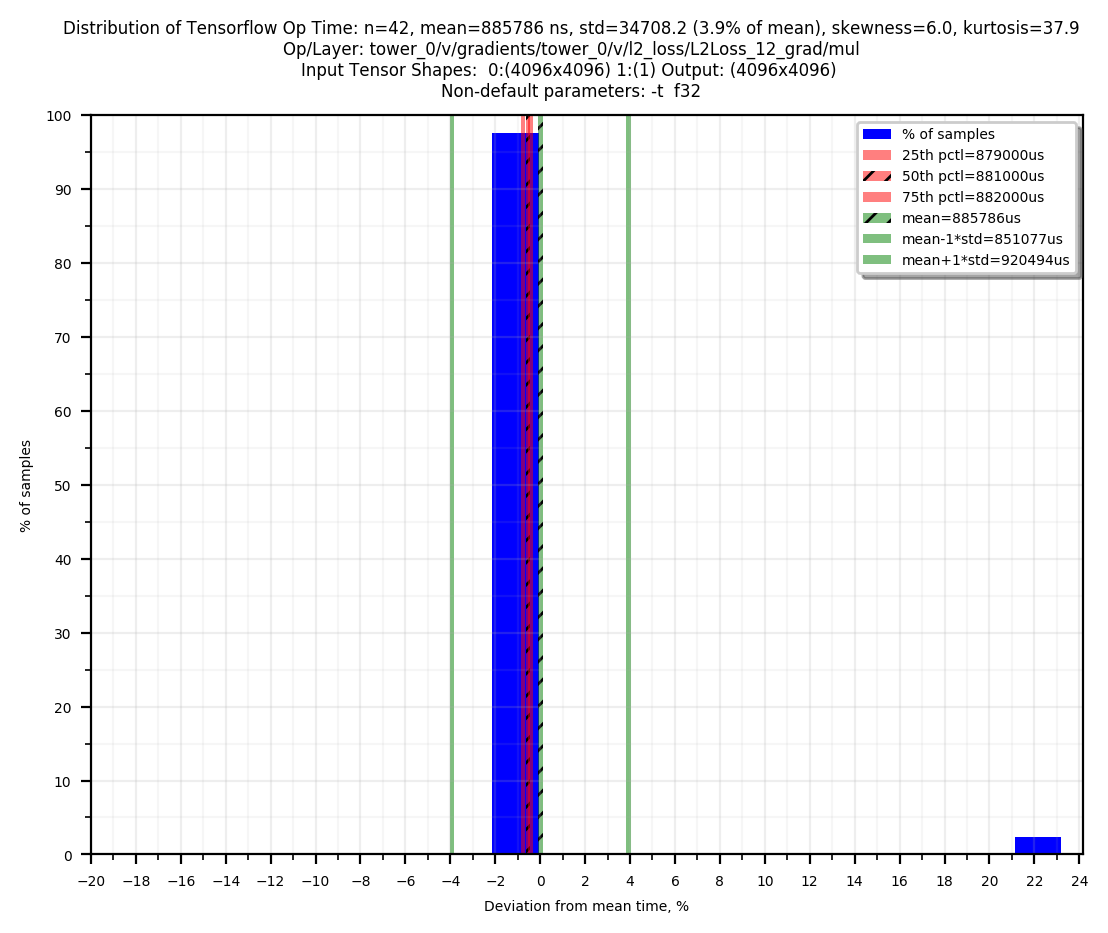 Distribution of Tensorflow Op Time: n=42, mean=885786 ns, std=34708.2 (3.9% of mean), skewness=6.0, kurtosis=37.9
Op/Layer: tower_0/v/gradients/tower_0/v/l2_loss/L2Loss_12_grad/mul
Input Tensor Shapes:  0:(4096x4096) 1:(1) Output: (4096x4096)
Non-default parameters: -t  f32
% of samples
25th pctl=879000us
50th pctl=881000us
75th pctl=882000us
mean=885786us
mean-1*std=851077us
mean+1*std=920494us
100
90
80
70
60
50
40
30
20
10
0
% of samples
−20 −18 −16 −14 −12 −10 −8 −6 −4 −2 0 2 4 6 8 10 12 14 16 18 20 22 24
Deviation from mean time, %